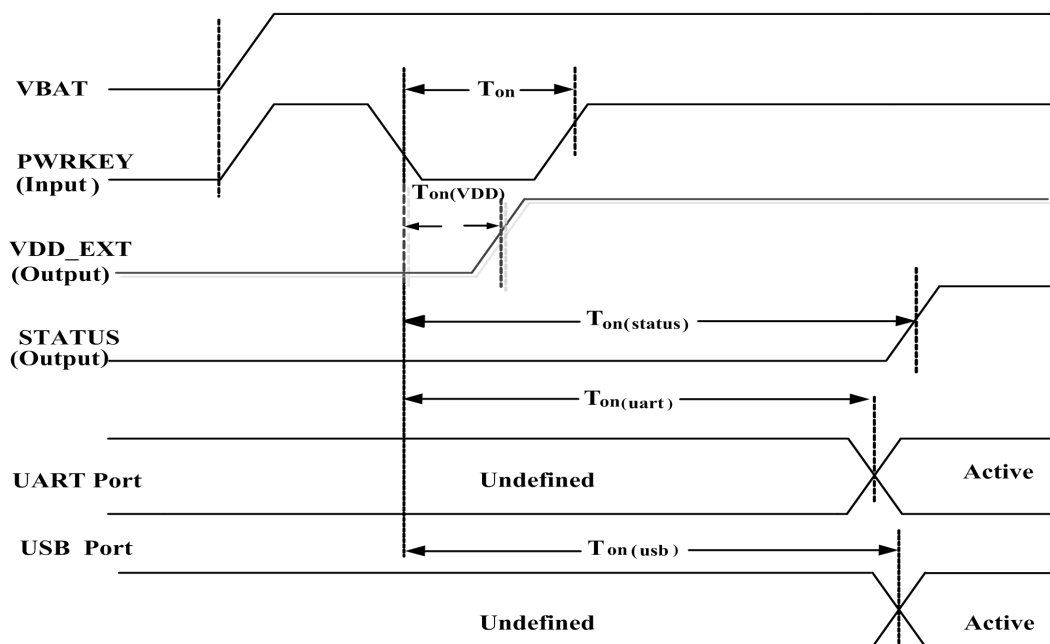 VBAT
Ton
PWRKEY
(Input )
Ton(VDD)
VDD_EXT
(Output)
Ton(status)
STATUS
(Output)
Ton(uart)
UART Port
Undefined
Active
USB Port
Ton(usb)
Undefined
Active